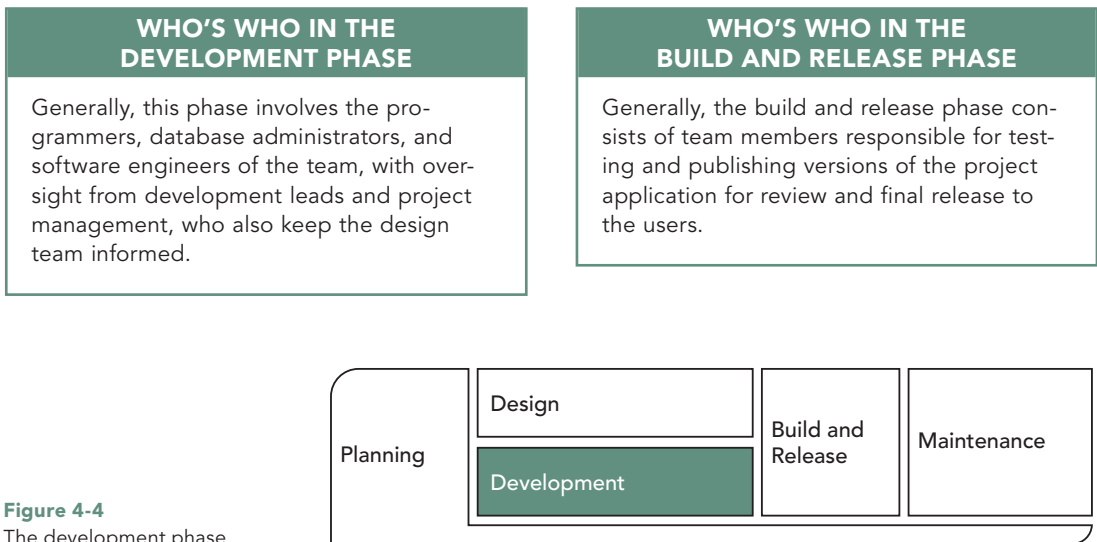 WHO'S WHO IN THE
DEVELOPMENT PHASE
Generally, this phase involves the pro-
grammers, database administrators, and
software engineers of the team, with over-
sight from development leads and project
management, who also keep the design
team informed.
WHO'S WHO IN THE
BUILD AND RELEASE PHASE
Generally, the build and release phase con-
sists of team members responsible for test-
ing and publishing versions of the project
application for review and final release to
the users.
Planning
Design
Development
Build and
Release
Maintenance
Figure 4-4
The development phase